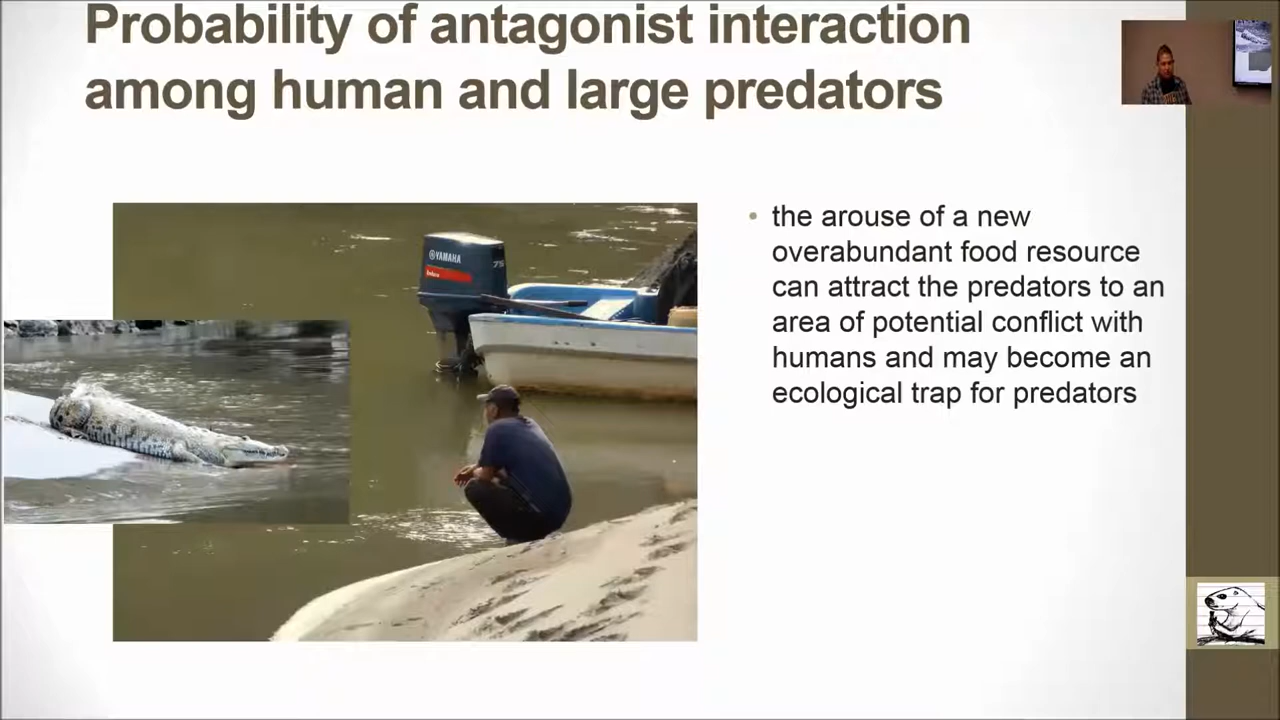 Probability of antagonist interaction
among human and large predators
YAMAHA
75
• the arouse of a new
overabundant food resource
can attract the predators to an
area of potential conflict with
humans and may become an
ecological trap for predators